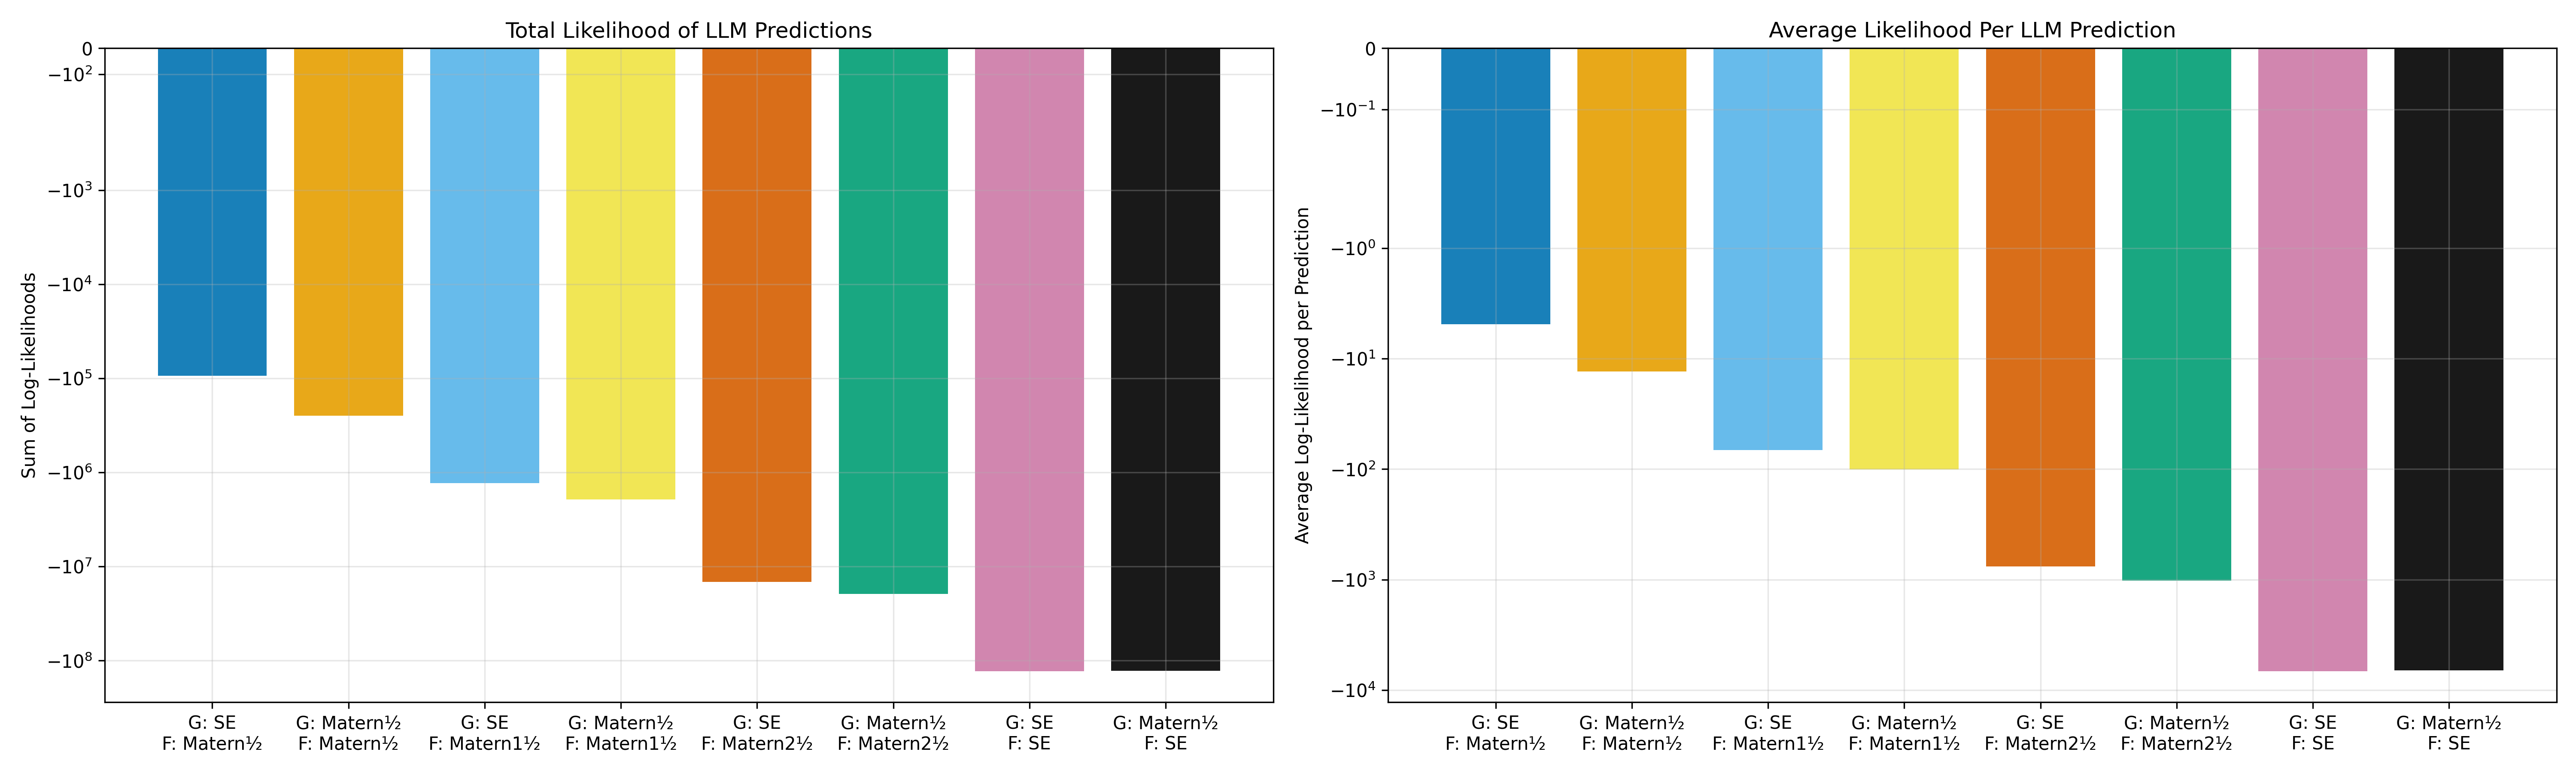 Total Likelihood of LLM Predictions
Sum of Log-Likelihoods
0
−10²
−10³
−10⁴
−10⁵
−10⁶
−10⁷
−10⁸
G: SE
F: Matern½
G: Matern½
F: Matern½
G: SE
F: Matern1½
G: Matern½
F: Matern1½
G: SE
F: Matern2½
G: Matern½
F: Matern2½
G: SE
F: SE
G: Matern½
F: SE
Average Likelihood Per LLM Prediction
Average Log-Likelihood per Prediction
0
−10⁻¹
−10⁰
−10¹
−10²
−10³
−10⁴
G: SE
F: Matern½
G: Matern½
F: Matern½
G: SE
F: Matern1½
G: Matern½
F: Matern1½
G: SE
F: Matern2½
G: Matern½
F: Matern2½
G: SE
F: SE
G: Matern½
F: SE